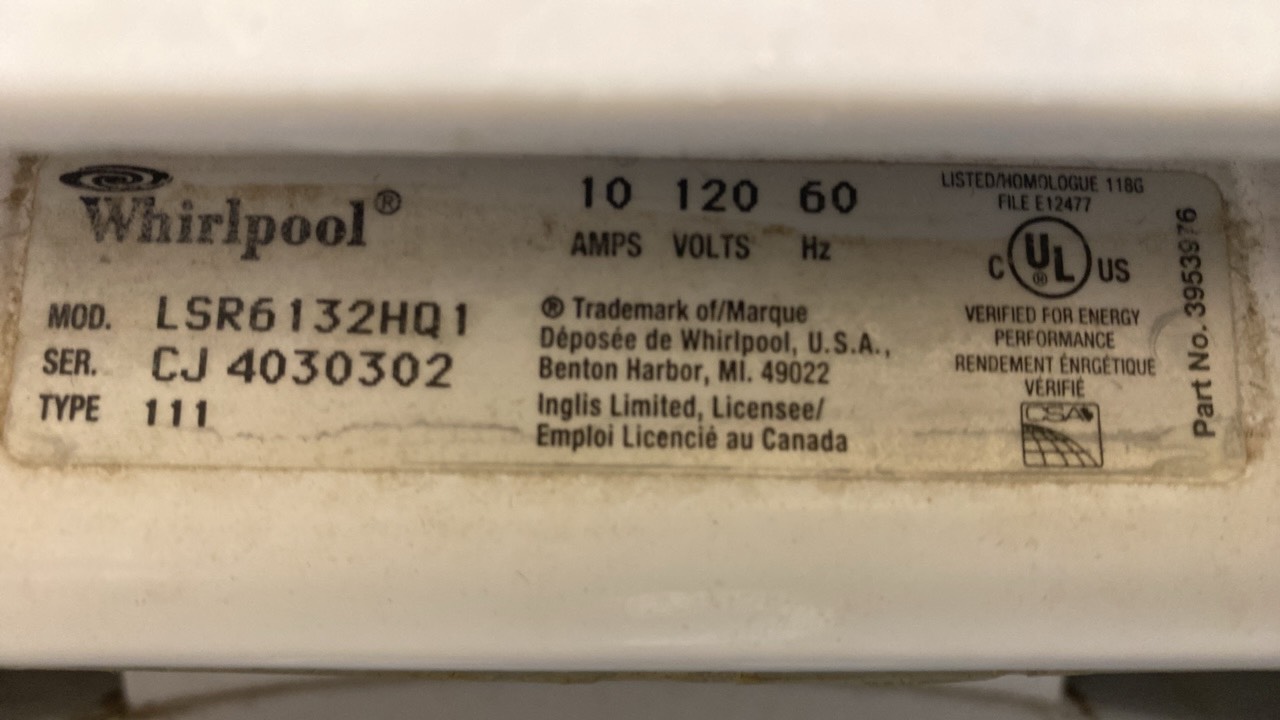 Whirlpool®
MOD. LSR6132HQ1
SER. CJ 4030302
TYPE 111
10 120 60
AMPS VOLTS Hz
® Trademark of/Marque
Déposée de Whirlpool, U.S.A.,
Benton Harbor, MI. 49022
Inglis Limited, Licensee/
Emploi Licencié au Canada
LISTED/HOMOLOGUE 118G
FILE E12477
C UL® US
VERIFIED FOR ENERGY
PERFORMANCE
RENDEMENT ÉNRGÉTIQUE
VÉRIFIÉ
CSA
Part No. 3953976